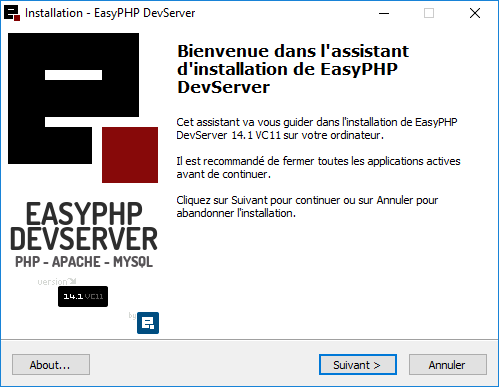 Installation - EasyPHP DevServer
Bienvenue dans l'assistant
d'installation de EasyPHP
DevServer
Cet assistant va vous guider dans l'installation de EasyPHP
DevServer 14.1 VC11 sur votre ordinateur.
Il est recommandé de fermer toutes les applications actives
avant de continuer.
Cliquez sur Suivant pour continuer ou sur Annuler pour
abandonner l'installation.
EASYPHP
DEVSERVER
PHP - APACHE - MYSQL
version
14.1 VC11
by
About...
Suivant >
Annuler